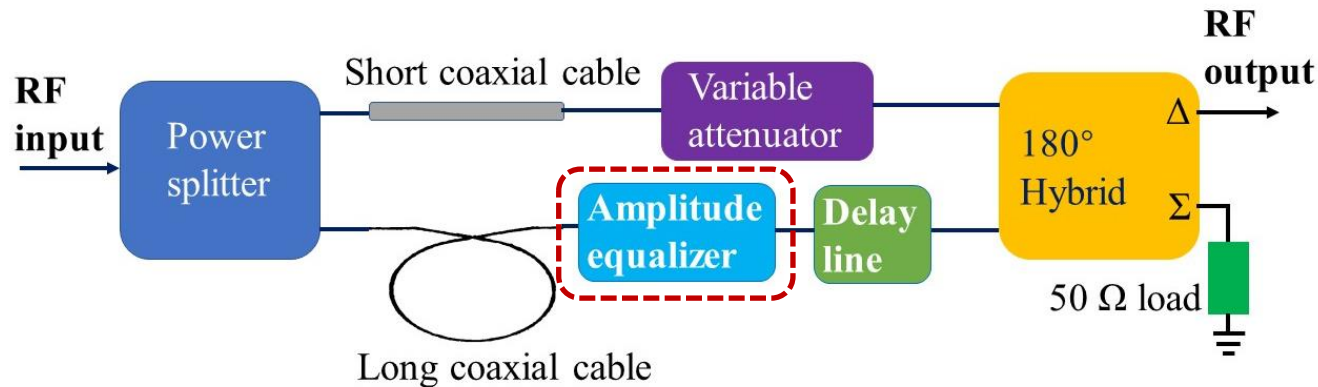 RF
input
Power
splitter
Short coaxial cable
Variable
attenuator
Long coaxial cable
Amplitude
equalizer
Delay
line
180°
Hybrid
Δ
Σ
RF
output
50 Ω load